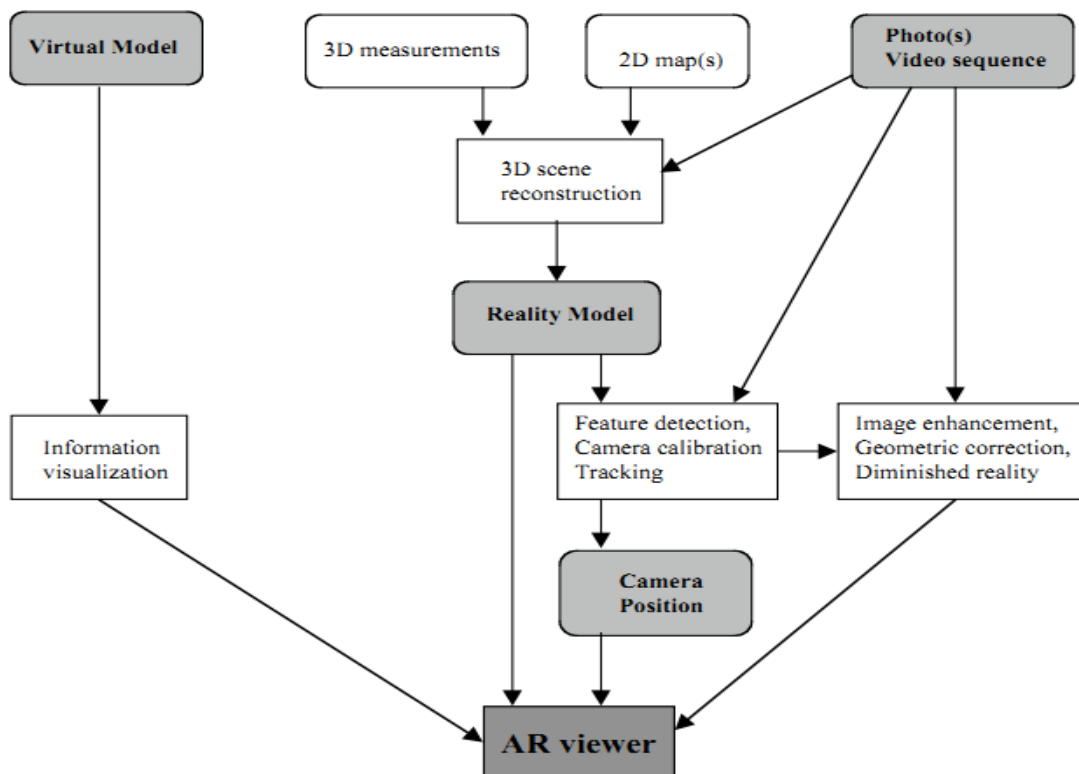 Virtual Model
3D measurements
2D map(s)
Photo(s)
Video sequence
3D scene
reconstruction
Reality Model
Information
visualization
Feature detection,
Camera calibration
Tracking
Image enhancement,
Geometric correction,
Diminished reality
Camera
Position
AR viewer